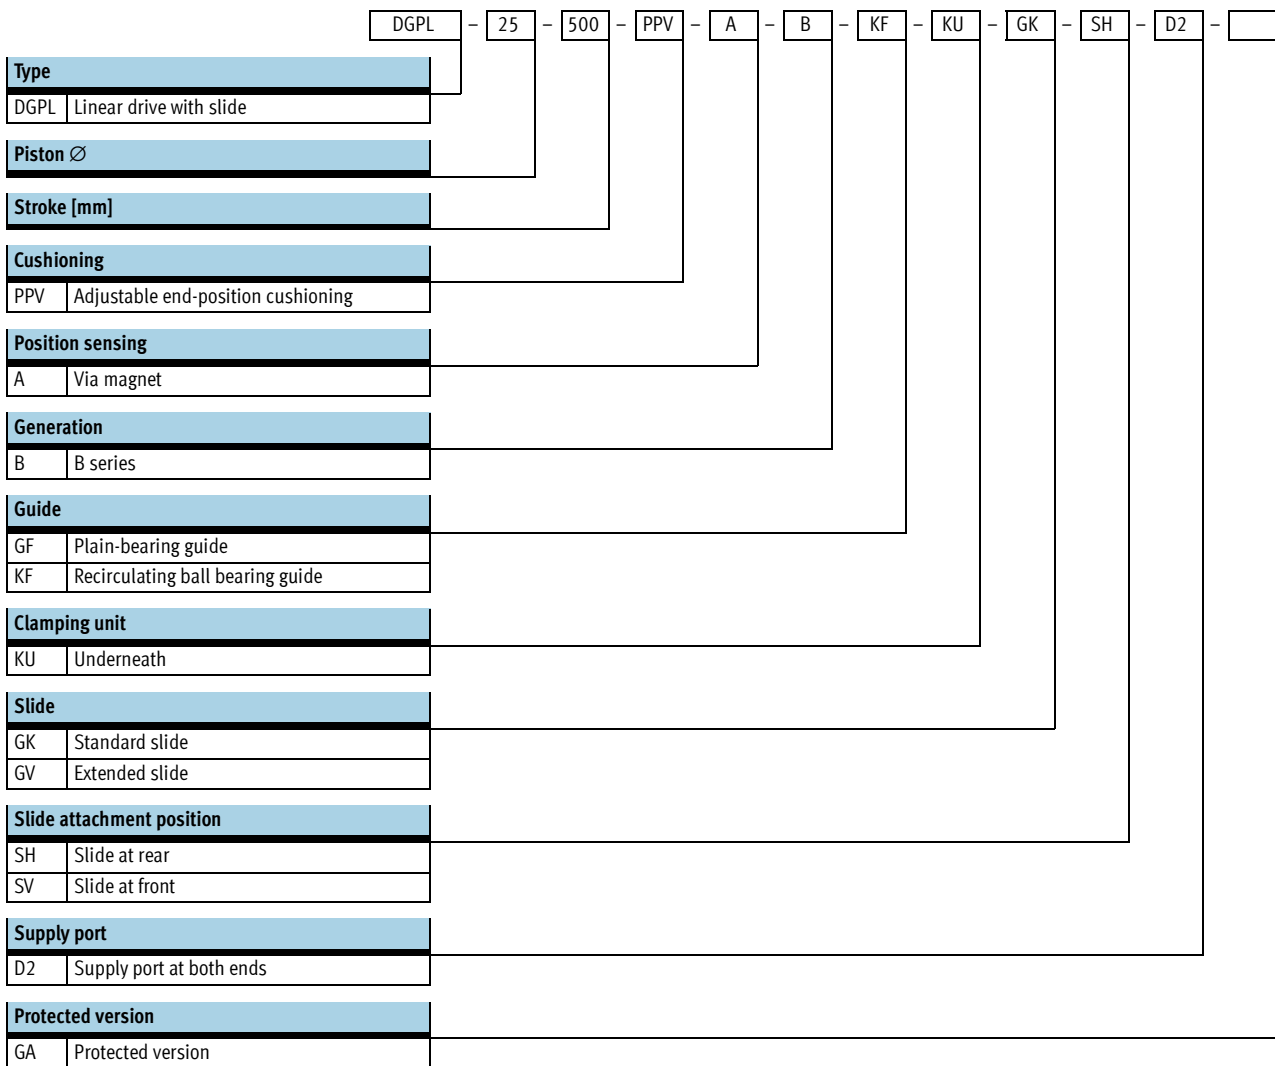 DGPL – 25 – 500 – PPV – A – B – KF – KU – GK – SH – D2 –
Type
DGPL Linear drive with slide
Piston ∅
Stroke [mm]
Cushioning
PPV Adjustable end-position cushioning
Position sensing
A Via magnet
Generation
B B series
Guide
GF Plain-bearing guide
KF Recirculating ball bearing guide
Clamping unit
KU Underneath
Slide
GK Standard slide
GV Extended slide
Slide attachment position
SH Slide at rear
SV Slide at front
Supply port
D2 Supply port at both ends
Protected version
GA Protected version